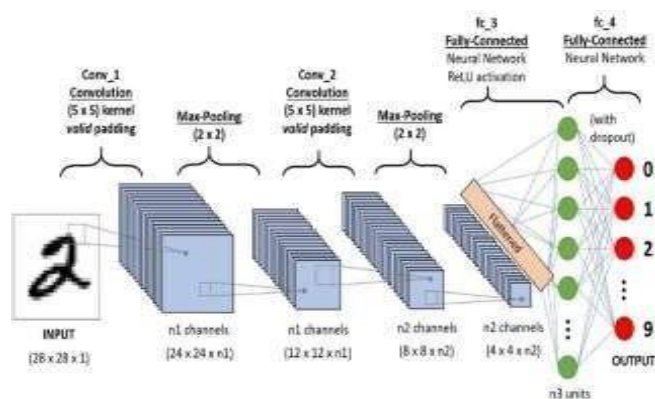 fc_3
Fully-Connected
Neural Network
ReLU activation
fc_4
Fully-Connected
Neural Network
Conv_1
Convolution
(5 x 5) kernel
valid padding
Max-Pooling
(2 x 2)
Conv_2
Convolution
(5 x 5) kernel
valid padding
Max-Pooling
(2 x 2)
(with
dropout)
Flattened
0
1
2
9
2
INPUT
(28 x 28 x 1)
n1 channels
(24 x 24 x n1)
n1 channels
(12 x 12 x n1)
n2 channels
(8 x 8 x n2)
n2 channels
(4 x 4 x n2)
OUTPUT
n3 units